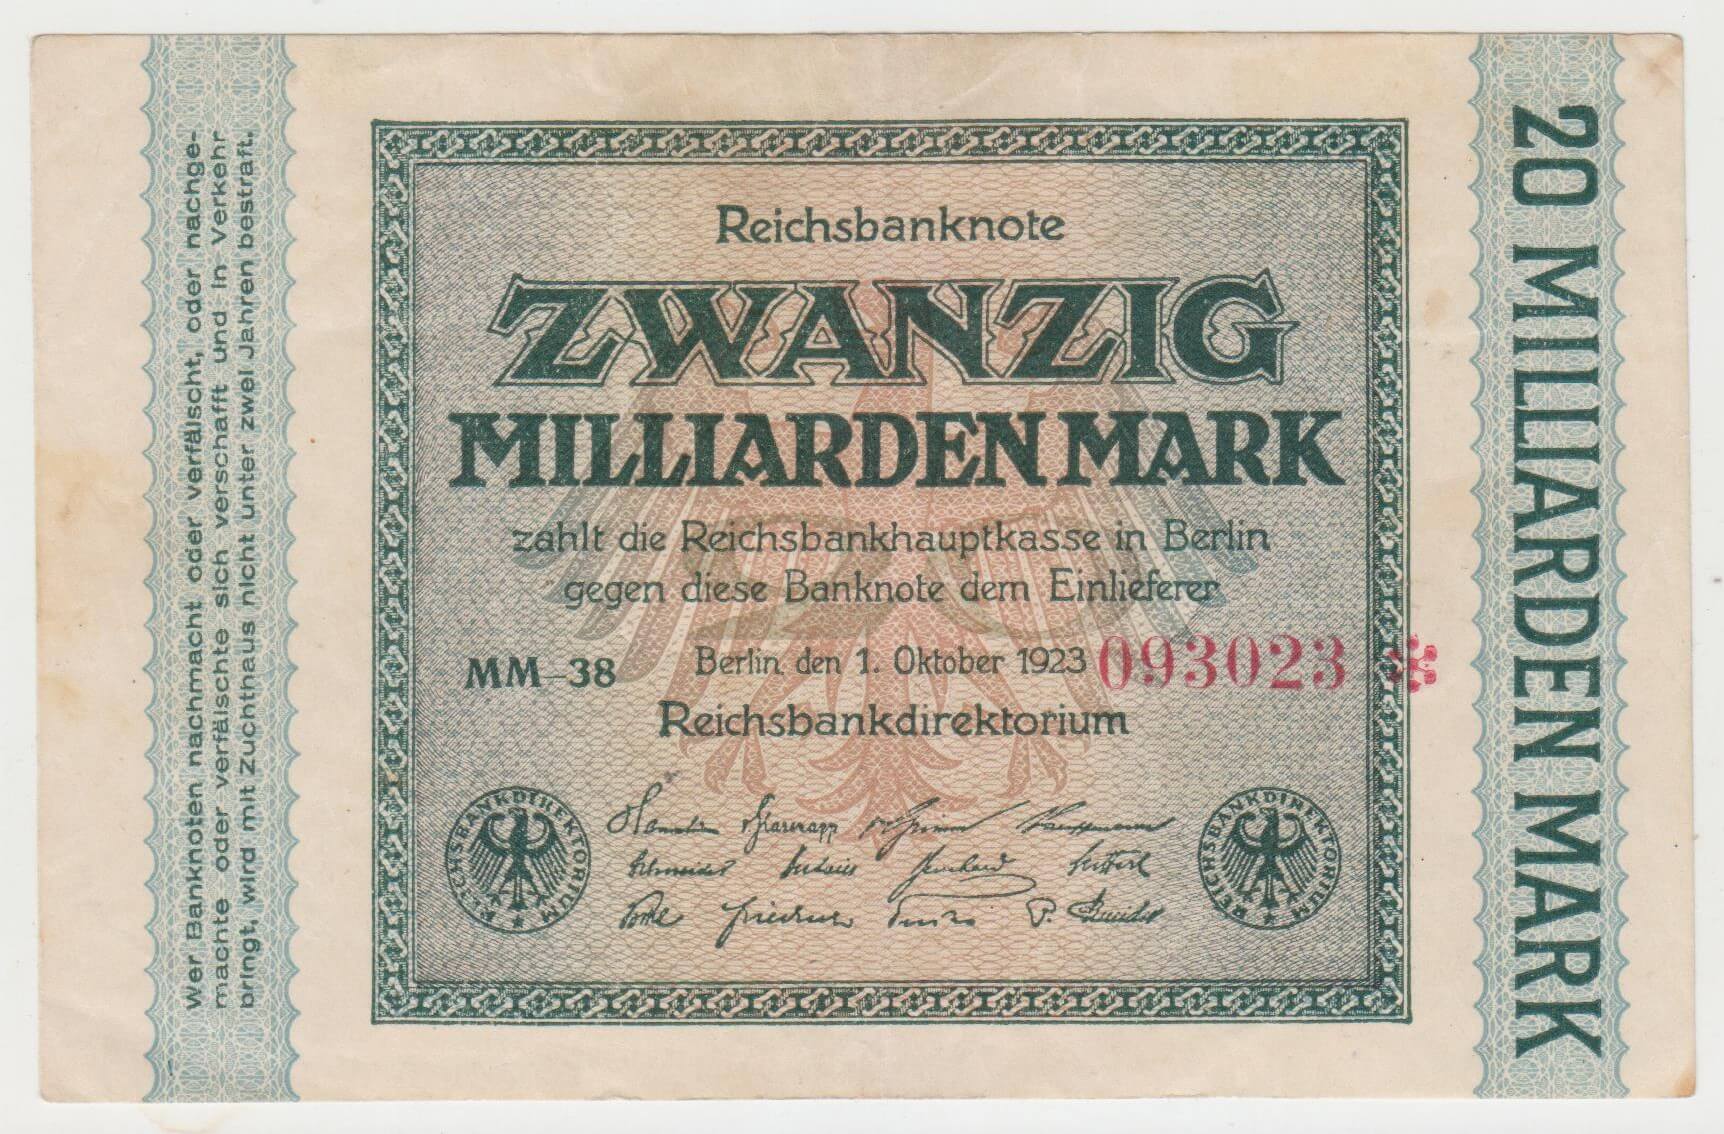 Wer Banknoten nachmacht oder verfälscht, oder nachge-
machte oder verfälschte sich verschafft und in Verkehr
bringt, wird mit Zuchthaus nicht unter zwei Jahren bestraft.
Reichsbanknote
ZWANZIG
MILLIARDEN MARK
zahlt die Reichsbankhauptkasse in Berlin
gegen diese Banknote dem Einlieferer
MM-38 Berlin, den 1. Oktober 1923 093023 *
Reichsbankdirektorium
REICHSBANKDIREKTORIUM *
REICHSBANKDIREKTORIUM *
20 MILLIARDEN MARK